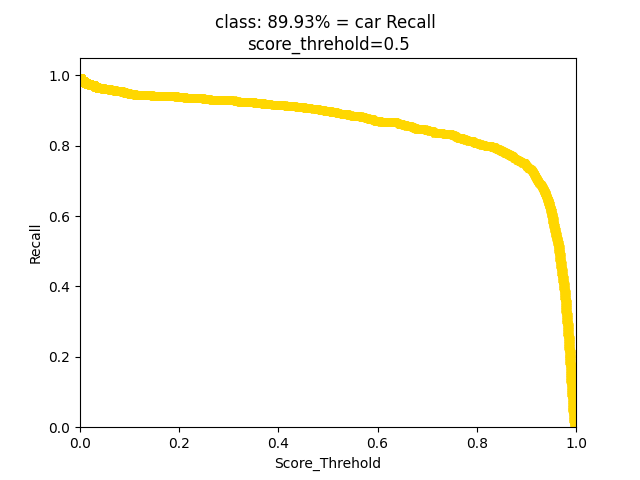 class: 89.93% = car Recall
score_threhold=0.5
1.0
0.8
0.6
0.4
0.2
0.0
Recall
0.0 0.2 0.4 0.6 0.8 1.0
Score_Threhold